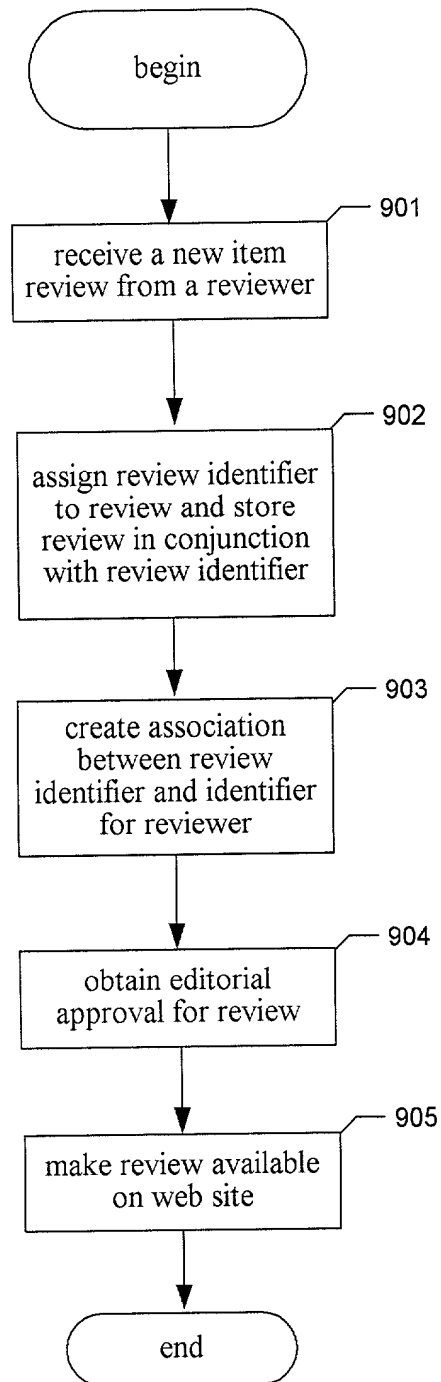 begin
901
receive a new item
review from a reviewer
902
assign review identifier
to review and store
review in conjunction
with review identifier
903
create association
between review
identifier and identifier
for reviewer
904
obtain editorial
approval for review
905
make review available
on web site
end